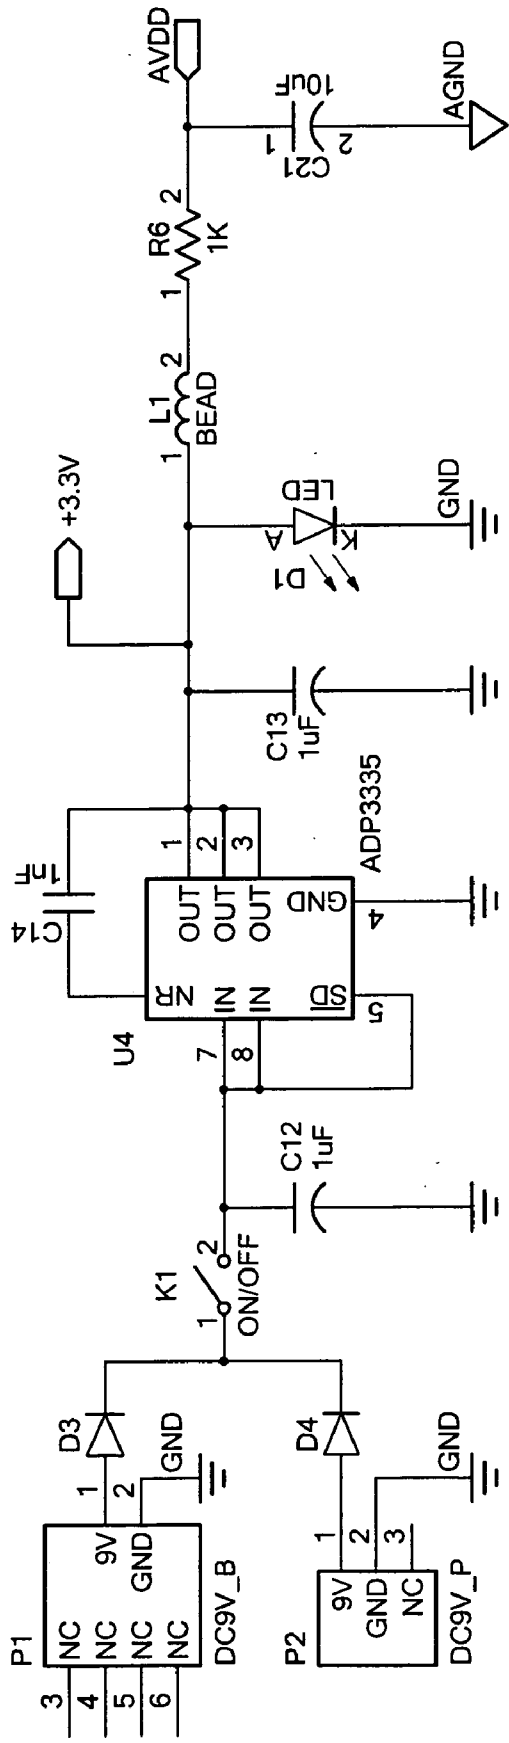 P1
3
4
5
6
NC
NC
NC
NC
9V
GND
1
2
DC9V_B
D3
GND
P2
9V
GND
NC
1
2
3
DC9V_P
D4
GND
K1
1
2
ON/OFF
C12
1uF
U4
7
8
NR
IN
IN
SD
5
OUT
OUT
OUT
GND
1
2
3
4
ADP3335
C14
1nF
C13
1uF
+3.3V
D1
A
K
LED
GND
1
L1
2
BEAD
1
R6
2
1K
AVDD
1
C21
2
10uF
AGND